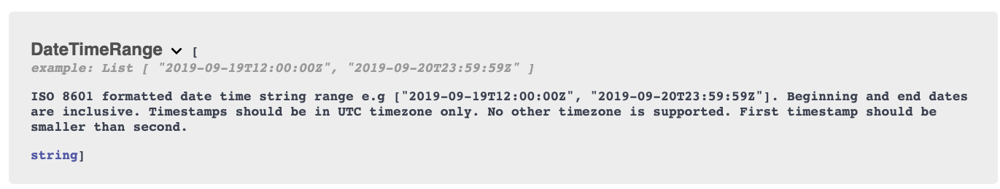 DateTimeRange [
example: List [ "2019-09-19T12:00:00Z", "2019-09-20T23:59:59Z" ]
ISO 8601 formatted date time string range e.g ["2019-09-19T12:00:00Z", "2019-09-20T23:59:59Z"]. Beginning and end dates
are inclusive. Timestamps should be in UTC timezone only. No other timezone is supported. First timestamp should be
smaller than second.
string]